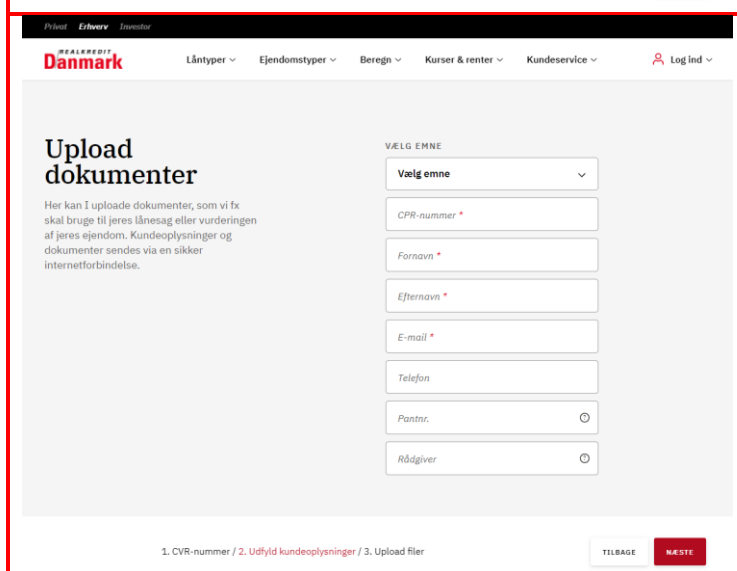 Privat Erhverv Investor
REALKREDIT
Danmark
Låntyper Ejendomstyper Beregn Kurser & renter Kundeservice Log ind
Upload
dokumenter
Her kan I uploade dokumenter, som vi fx
skal bruge til jeres lånesag eller vurderingen
af jeres ejendom. Kundeoplysninger og
dokumenter sendes via en sikker
internetforbindelse.
VÆLG EMNE
Vælg emne
CPR-nummer *
Fornavn *
Efternavn *
E-mail *
Telefon
Pantnr.
Rådgiver
1. CVR-nummer / 2. Udfyld kundeoplysninger / 3. Upload filer
TILBAGE NÆSTE